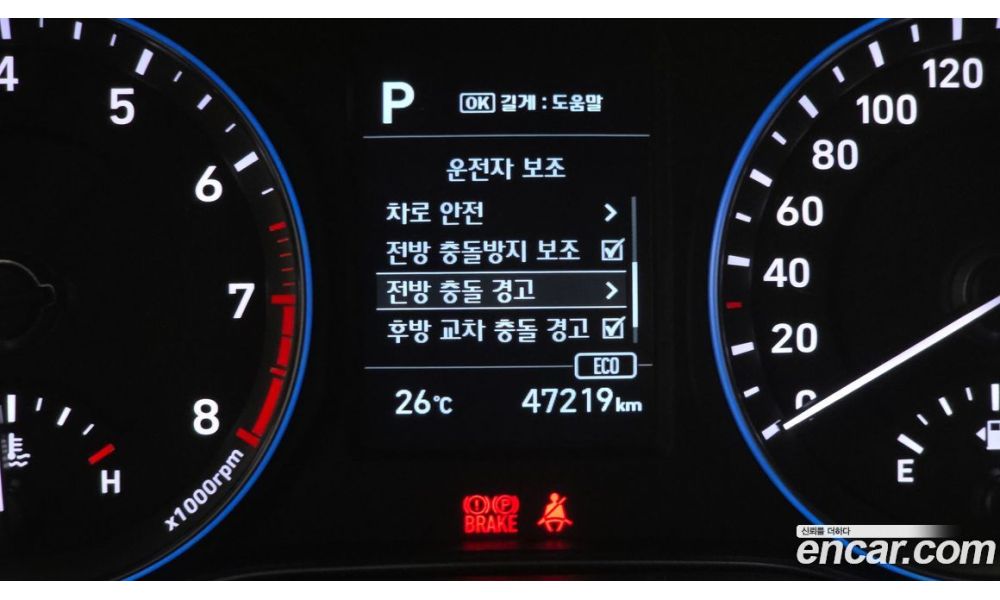 4
5
6
7
8
x1000rpm
H
P
OK 길게 : 도움말
운전자 보조
차로 안전 >
전방 충돌방지 보조 ☑
전방 충돌 경고 >
후방 교차 충돌 경고 ☑
ECO
26℃ 47219km
BRAKE
120
100
80
60
40
20
0
E
신뢰를 더하다
encar.com